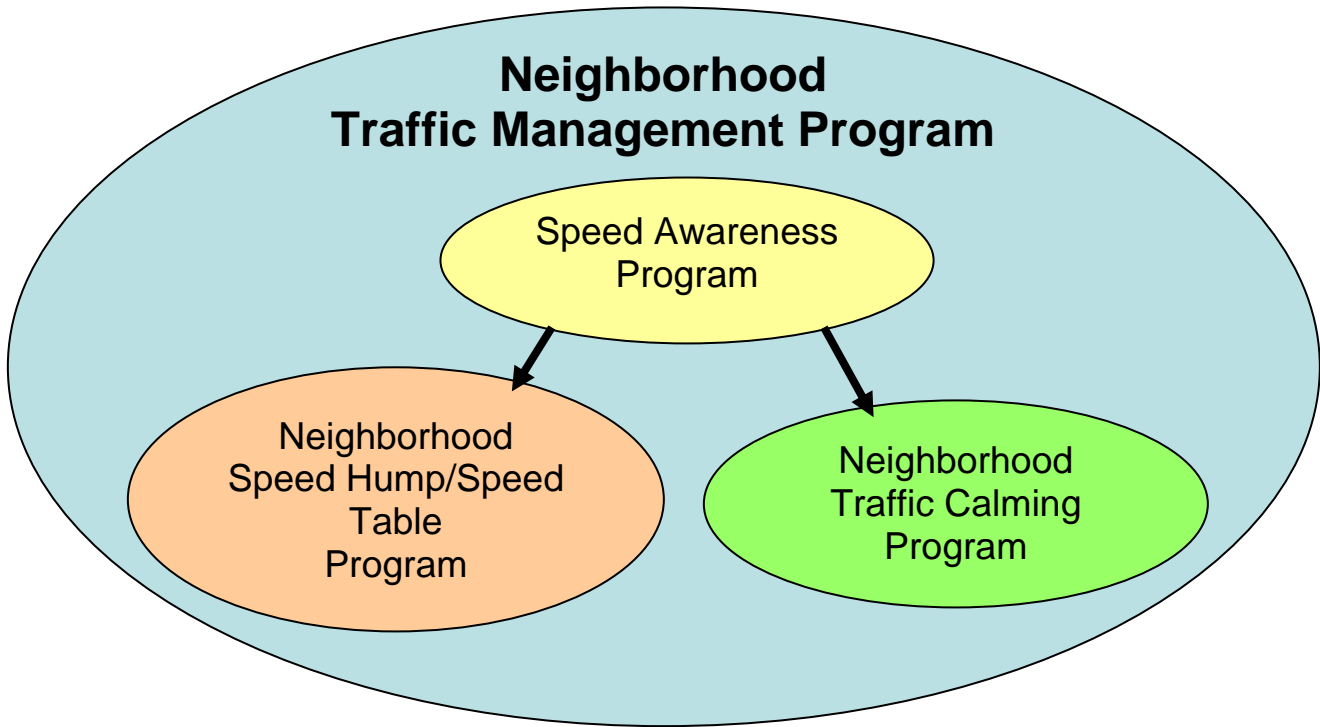 Neighborhood
Traffic Management Program
Speed Awareness
Program
Neighborhood
Speed Hump/Speed
Table
Program
Neighborhood
Traffic Calming
Program